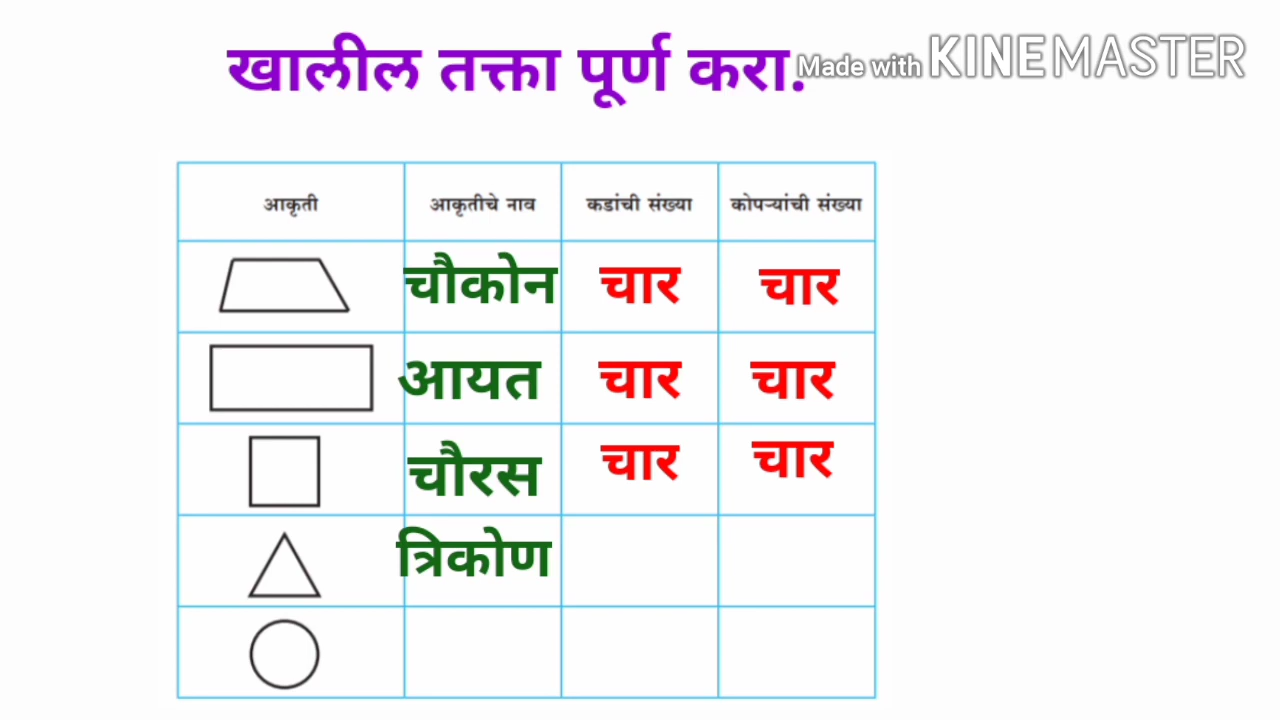 खालील तक्ता पूर्ण करा.
Made with KINEMASTER
आकृती आकृतीचे नाव कडांची संख्या कोपऱ्यांची संख्या
चौकोन चार चार
आयत चार चार
चौरस चार चार
त्रिकोण